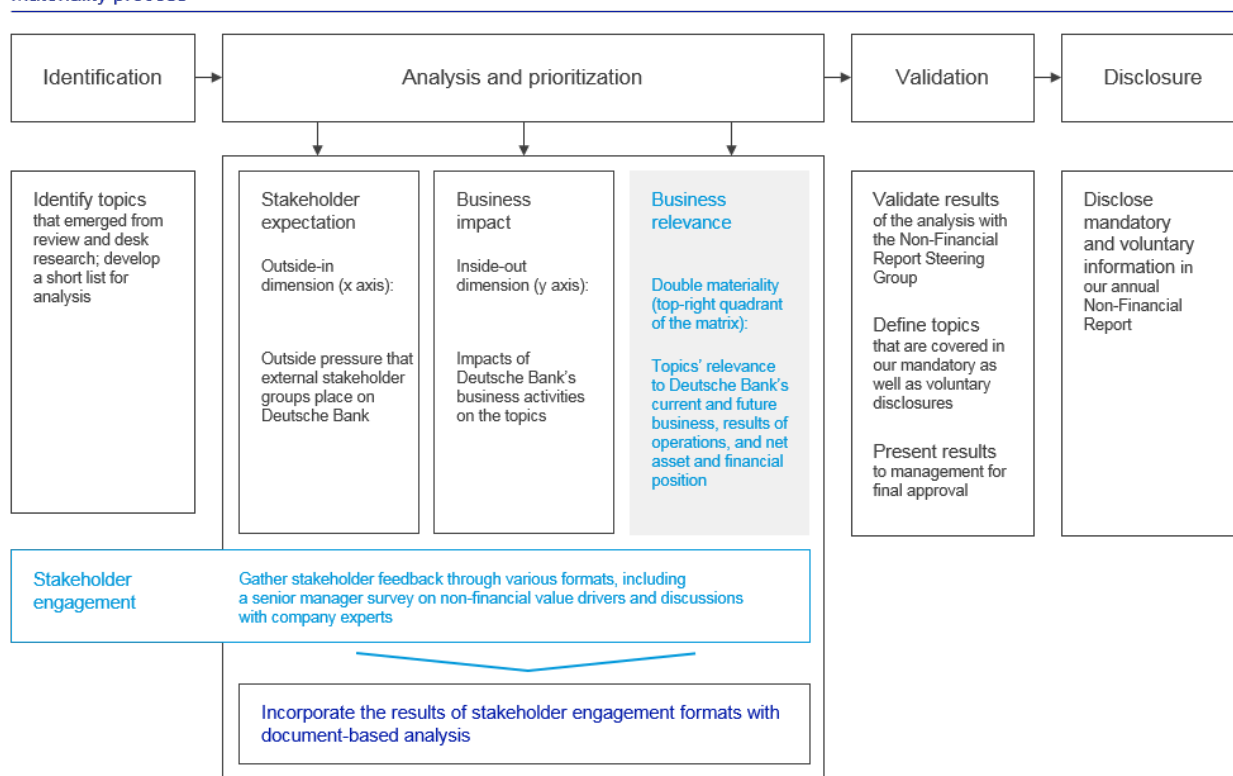 Materiality process
Identification
Analysis and prioritization
Validation
Disclosure
Identify topics
that emerged from
review and desk
research; develop
a short list for
analysis
Stakeholder
expectation
Outside-in
dimension (x axis):
Outside pressure that
external stakeholder
groups place on
Deutsche Bank
Business
impact
Inside-out
dimension (y axis):
Impacts of
Deutsche Bank's
business activities
on the topics
Business
relevance
Double materiality
(top-right quadrant
of the matrix):
Topics' relevance
to Deutsche Bank's
current and future
business, results of
operations, and net
asset and financial
position
Validate results
of the analysis with
the Non-Financial
Report Steering
Group
Define topics
that are covered in
our mandatory as
well as voluntary
disclosures
Present results
to management for
final approval
Disclose
mandatory
and voluntary
information in
our annual
Non-Financial
Report
Stakeholder
engagement
Gather stakeholder feedback through various formats, including
a senior manager survey on non-financial value drivers and discussions
with company experts
Incorporate the results of stakeholder engagement formats with
document-based analysis